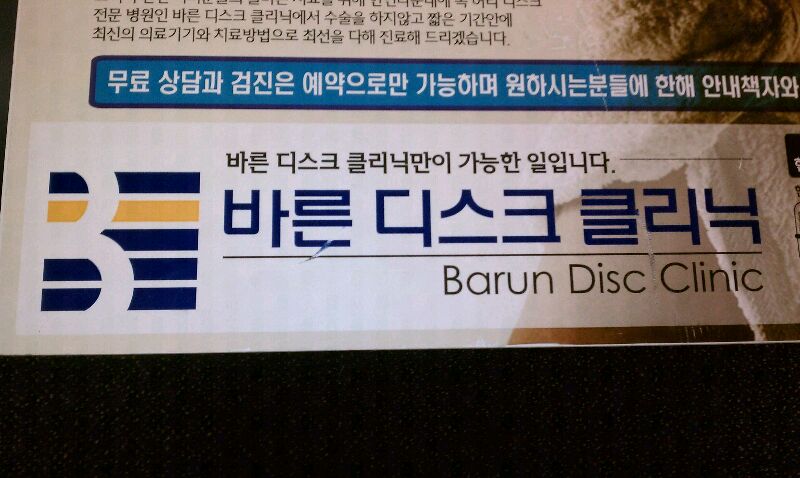 전문 병원인 바른 디스크 클리닉에서 수술을 하지않고 짧은 기간안에
최신의 의료기기와 치료방법으로 최선을 다해 진료해 드리겠습니다.
무료 상담과 검진은 예약으로만 가능하며 원하시는분들에 한해 안내책자와
바른 디스크 클리닉만이 가능한 일입니다.
바른 디스크 클리닉
Barun Disc Clinic